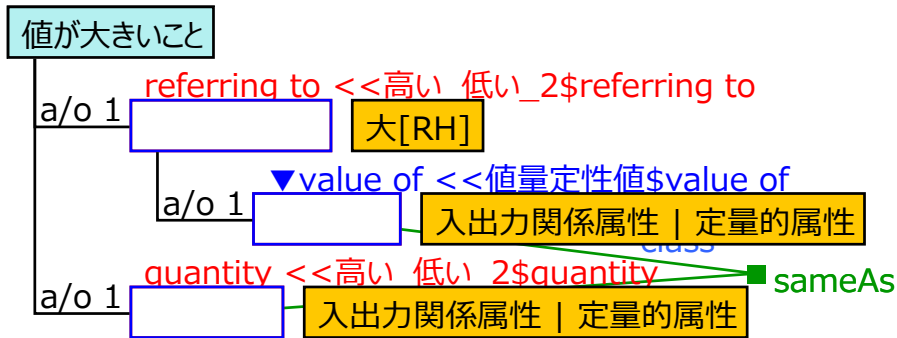 値が大きいこと
referring to <<高い_低い_2$referring to
a/o 1
大[RH]
▼value of <<値量定性値$value of
a/o 1
入出力関係属性 | 定量的属性
class
sameAs
quantity <<高い_低い_2$quantity
a/o 1
入出力関係属性 | 定量的属性